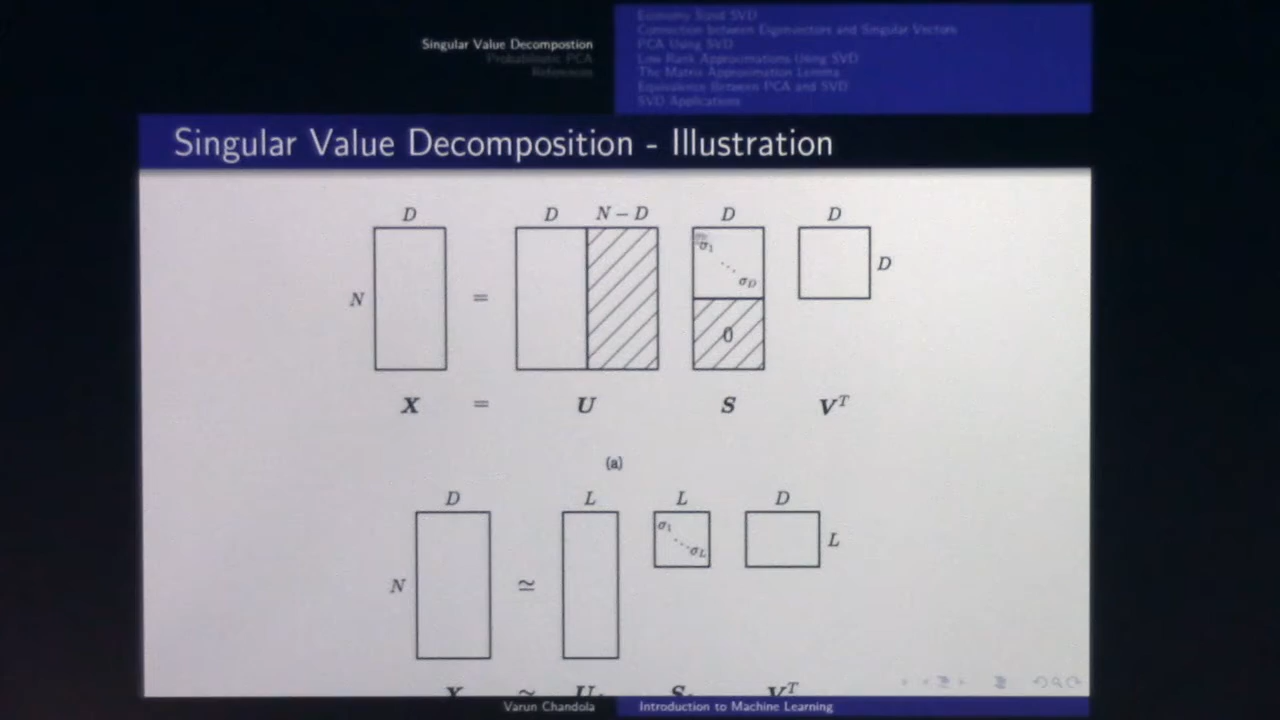 Economy Sized SVD
Singular Value Decompostion
Connection between Eigenvectors and Singular Vectors
Probabilistic PCA
PCA Using SVD
References
Low Rank Approximations Using SVD
The Matrix Approximation Lemma
Equivalence Between PCA and SVD
SVD Applications
Singular Value Decomposition - Illustration
D D N − D D D
N = σ1 ⋱ σD D
0
X = U S V^T
(a)
D L L D
N ≃ σ1 ⋱ σL L
X ≃ U S V^T
Varun Chandola Introduction to Machine Learning